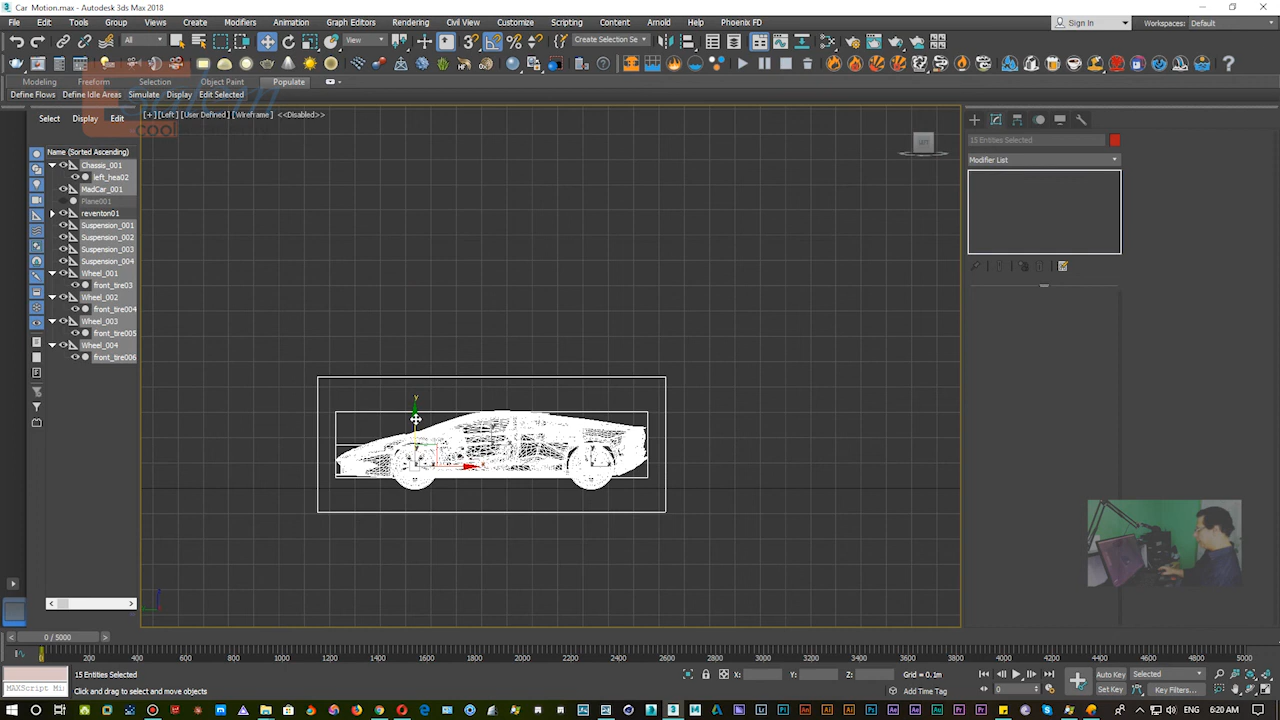 Car Motion.max - Autodesk 3ds Max 2018
File Edit Tools Group Views Create Modifiers Animation Graph Editors Rendering Civil View Customize Scripting Content Arnold Help Phoenix FD
Sign In Workspaces: Default
All View Create Selection Se
Modeling Freeform Selection Object Paint Populate
Define Flows Define Idle Areas Simulate Display Edit Selected
[+] [Left] [User Defined] [Wireframe] <<Disabled>>
Select Display Edit
cool
15 Entities Selected
Name (Sorted Ascending)
Modifier List
Chassis_001
left_hea02
MadCar_001
Plane001
reventon01
Suspension_001
Suspension_002
Suspension_003
Suspension_004
Wheel_001
front_tire03
Wheel_002
front_tire004
Wheel_003
front_tire005
Wheel_004
front_tire006
y
0 / 5000
200 400 600 800 1000 1200 1400 1600 1800 2000 2200 2400 2600 2800 3000 3200 3400 3600 3800 4000 4200 4400 4600 4800 5000
15 Entities Selected X: Y: Z: Grid = 0.1m Auto Key Selected
MAXScript Mi Click and drag to select and move objects Add Time Tag 0 Set Key Key Filters...
ENG 6:20 AM